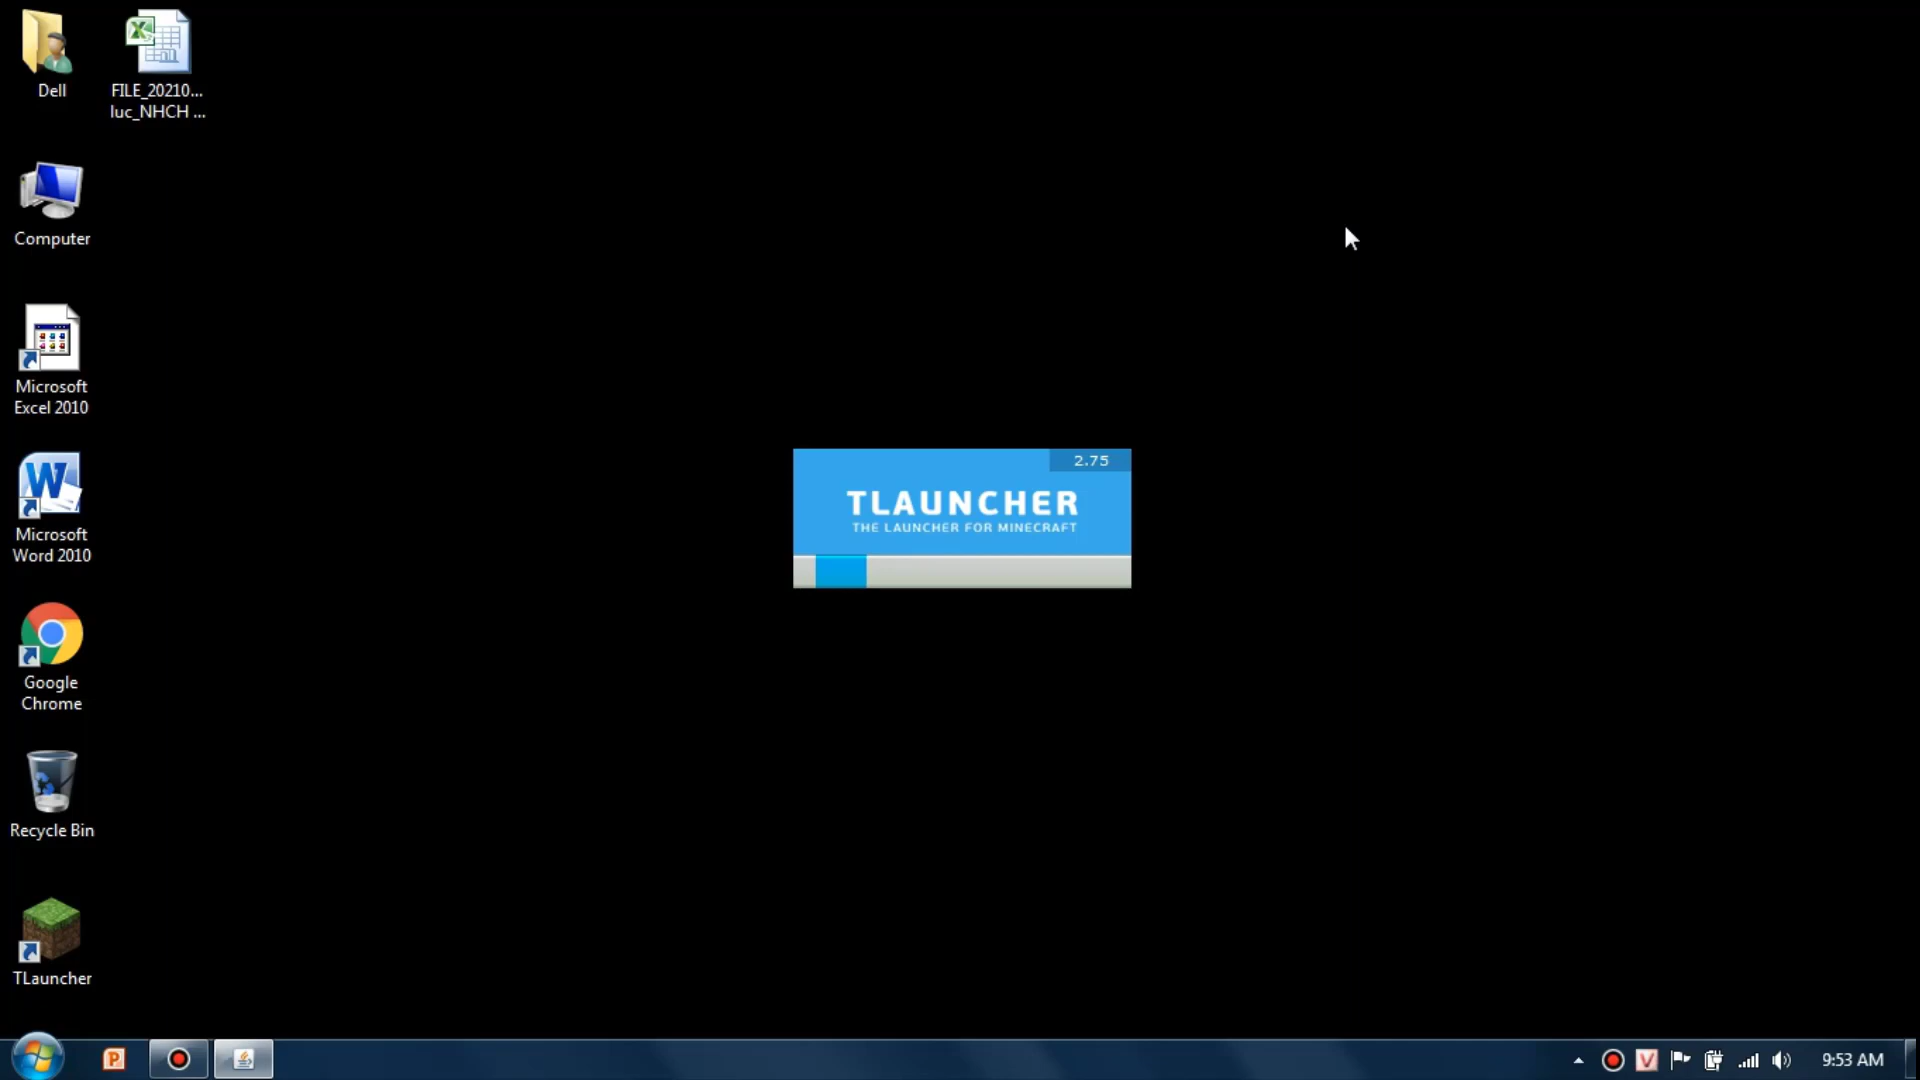 Dell
FILE_20210...
luc_NHCH ...
Computer
Microsoft
Excel 2010
Microsoft
Word 2010
Google
Chrome
Recycle Bin
TLauncher
2.75
TLAUNCHER
THE LAUNCHER FOR MINECRAFT
9:53 AM